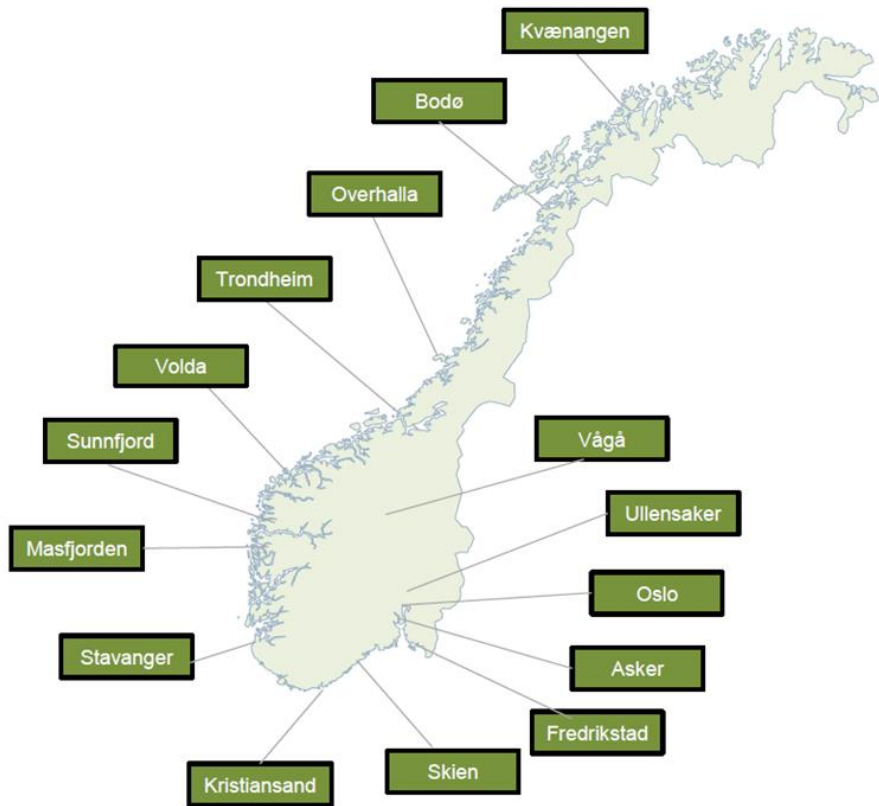 Kvænangen
Bodø
Overhalla
Trondheim
Volda
Sunnfjord
Vågå
Ullensaker
Masfjorden
Oslo
Stavanger
Asker
Fredrikstad
Skien
Kristiansand